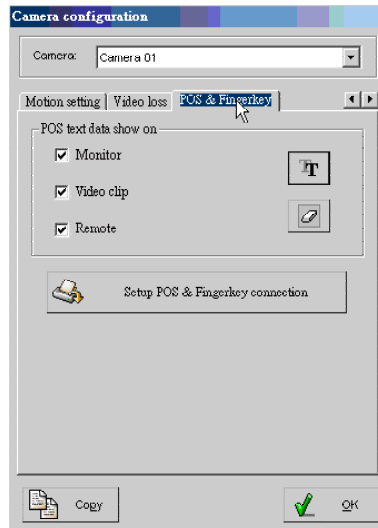 Camera configuration
Camera: Camera 01
Motion setting Video loss POS & Fingerkey
POS text data show on
Monitor
Video clip
Remote
Setup POS & Fingerkey connection
Copy OK